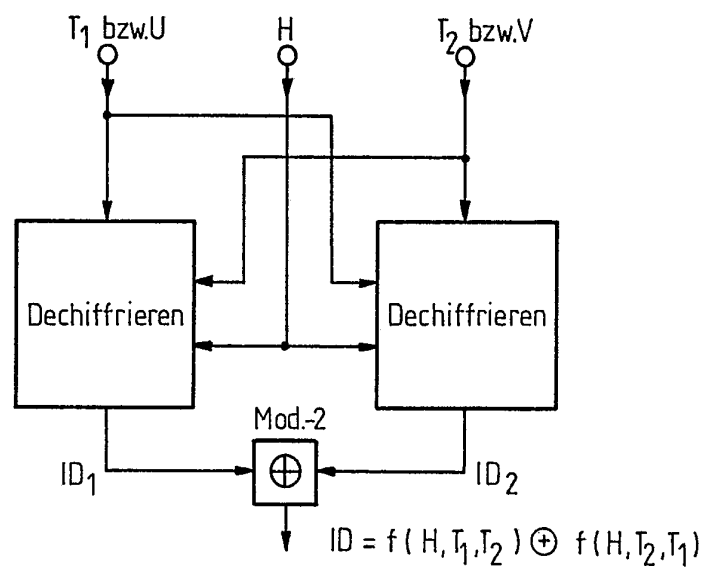 T₁ bzw.U
H
T₂ bzw.V
Dechiffrieren
Dechiffrieren
Mod.-2
ID₁
ID₂
ID = f ( H,T₁,T₂ ) ⊕ f(H,T₂,T₁)